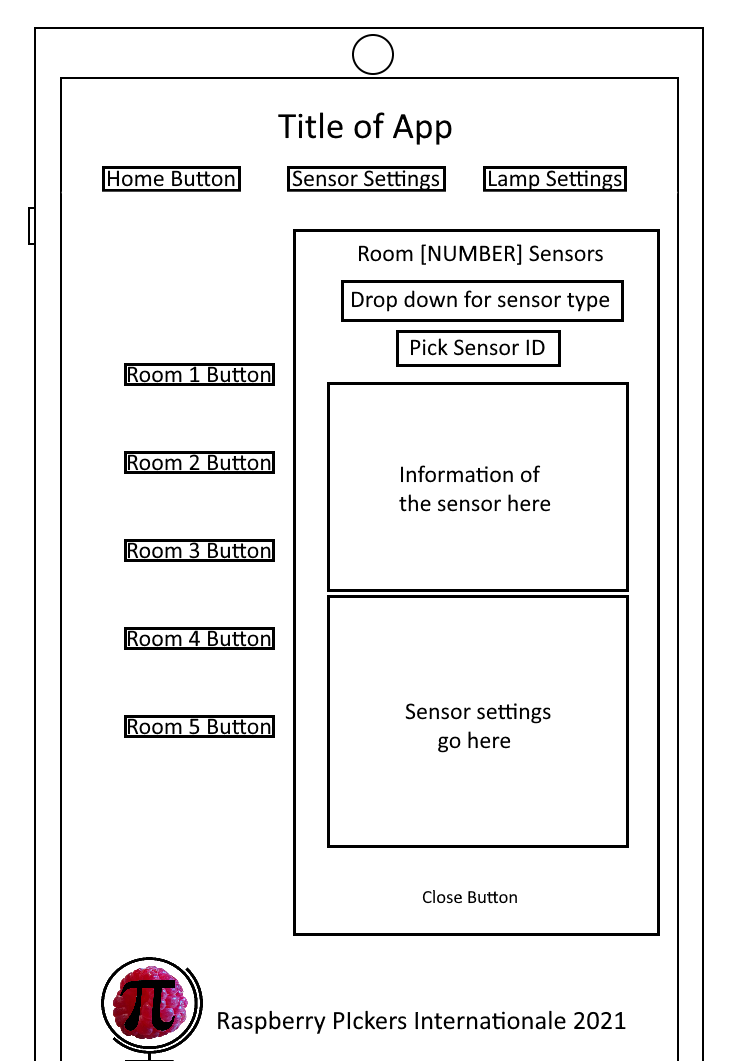 Title of App
Home Button
Sensor Settings
Lamp Settings
Room [NUMBER] Sensors
Drop down for sensor type
Pick Sensor ID
Room 1 Button
Room 2 Button
Room 3 Button
Room 4 Button
Room 5 Button
Information of
the sensor here
Sensor settings
go here
Close Button
π
Raspberry PIckers Internationale 2021